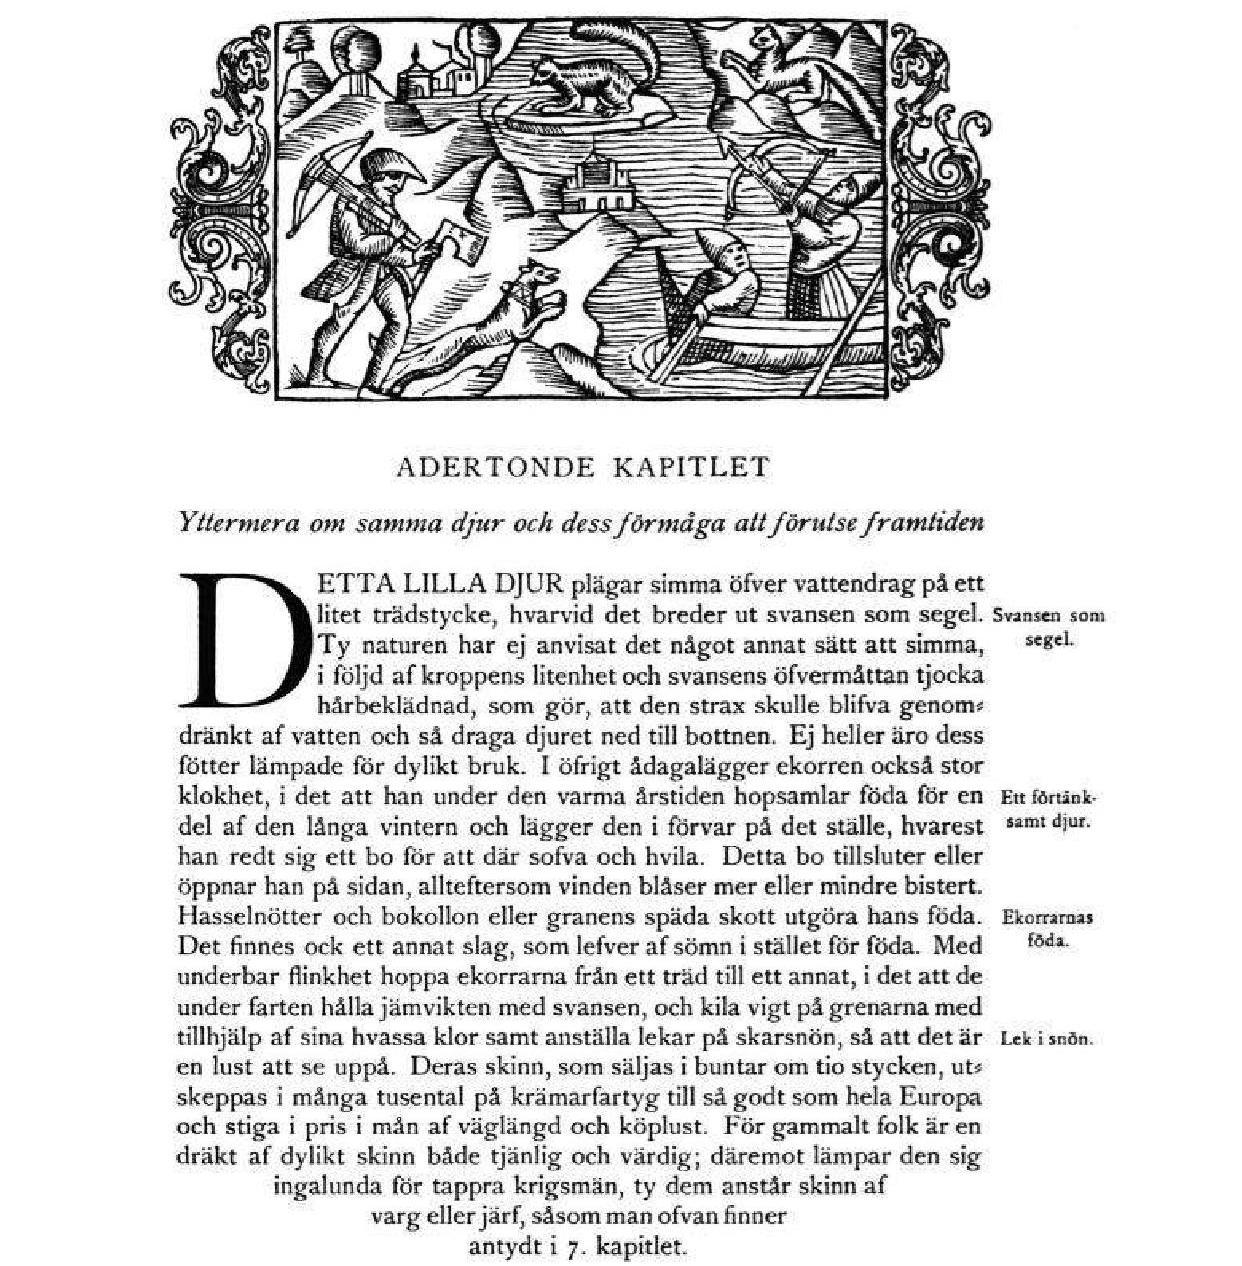 ADERTONDE KAPITLET
Yttermera om samma djur och dess förmåga att förutse framtiden
DETTA LILLA DJUR plägar simma öfver vattendrag på ett
litet trädstycke, hvarvid det breder ut svansen som segel.
Svansen som
segel.
Ty naturen har ej anvisat det något annat sätt att simma,
i följd af kroppens litenhet och svansens öfvermåttan tjocka
hårbeklädnad, som gör, att den strax skulle blifva genom-
dränkt af vatten och så draga djuret ned till bottnen. Ej heller äro dess
fötter lämpade för dylikt bruk. I öfrigt ådagalägger ekorren också stor
klokhet, i det att han under den varma årstiden hopsamlar föda för en
Ett förtänk-
samt djur.
del af den långa vintern och lägger den i förvar på det ställe, hvarest
han redt sig ett bo för att där sofva och hvila. Detta bo tillsluter eller
öppnar han på sidan, allteftersom vinden blåser mer eller mindre bistert.
Hasselnötter och bokollon eller granens späda skott utgöra hans föda.
Ekorrarnas
föda.
Det finnes ock ett annat slag, som lefver af sömn i stället för föda. Med
underbar flinkhet hoppa ekorrarna från ett träd till ett annat, i det att de
under farten hålla jämvikten med svansen, och kila vigt på grenarna med
tillhjälp af sina hvassa klor samt anställa lekar på skarsnön, så att det är
Lek i snön.
en lust att se uppå. Deras skinn, som säljas i buntar om tio stycken, ut-
skeppas i många tusental på krämarfartyg till så godt som hela Europa
och stiga i pris i mån af väglängd och köplust. För gammalt folk är en
dräkt af dylikt skinn både tjänlig och värdig; däremot lämpar den sig
ingalunda för tappra krigsmän, ty dem anstår skinn af
varg eller järf, såsom man ofvan finner
antydt i 7. kapitlet.